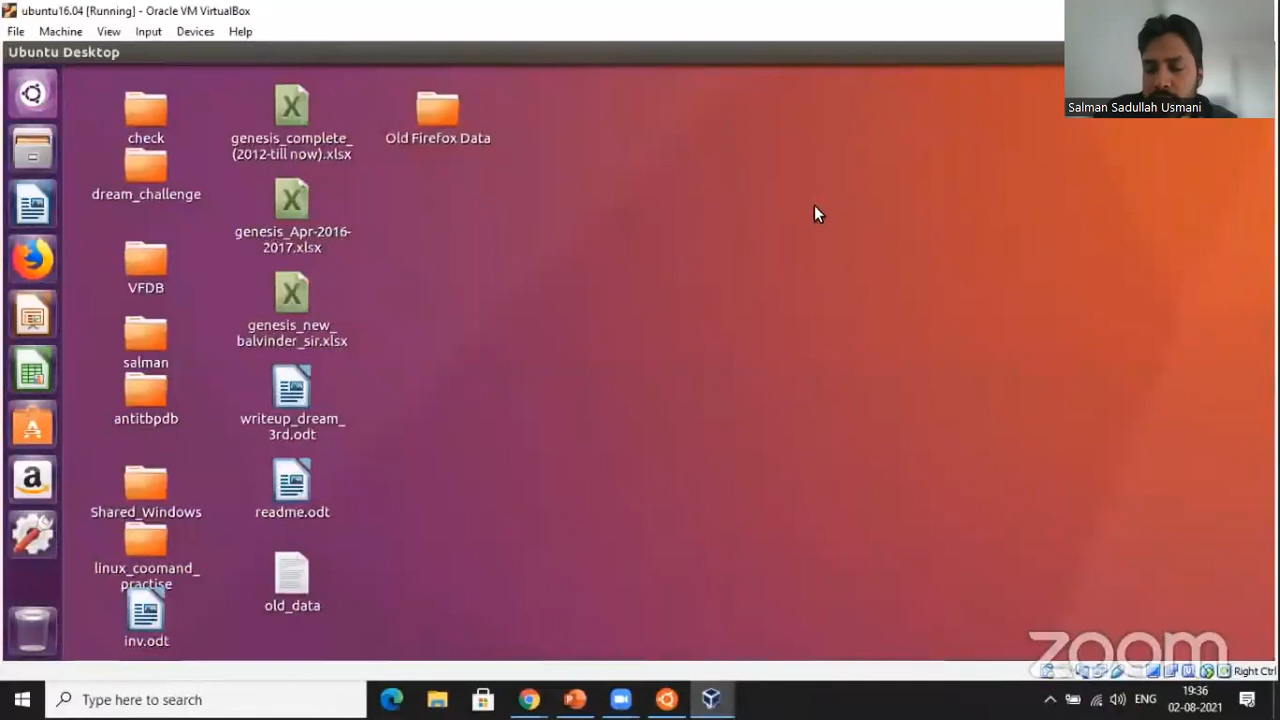 ubuntu16.04 [Running] - Oracle VM VirtualBox
File Machine View Input Devices Help
Ubuntu Desktop
Salman Sadullah Usmani
check
dream_challenge
VFDB
salman
antitbpdb
Shared_Windows
linux_coomand_
practise
inv.odt
genesis_complete_
(2012-till now).xlsx
genesis_Apr-2016-
2017.xlsx
genesis_new_
balvinder_sir.xlsx
writeup_dream_
3rd.odt
readme.odt
old_data
Old Firefox Data
zoom
Right Ctrl
Type here to search
ENG
19:36
02-08-2021